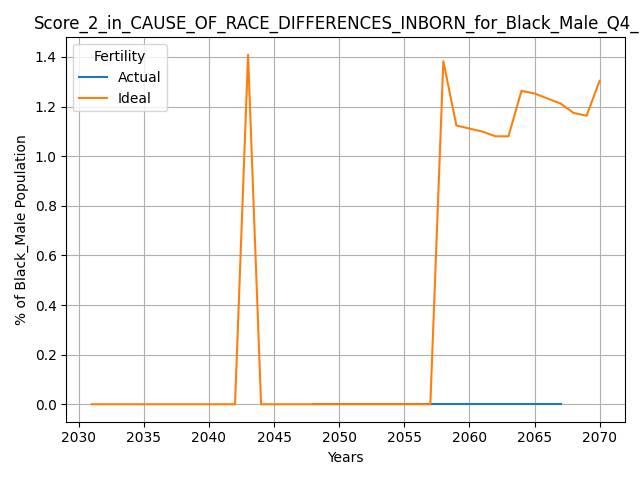 Score_2_in_CAUSE_OF_RACE_DIFFERENCES_INBORN_for_Black_Male_Q4_
Fertility
Actual
Ideal
% of Black_Male Population
1.4
1.2
1.0
0.8
0.6
0.4
0.2
0.0
2030 2035 2040 2045 2050 2055 2060 2065 2070
Years